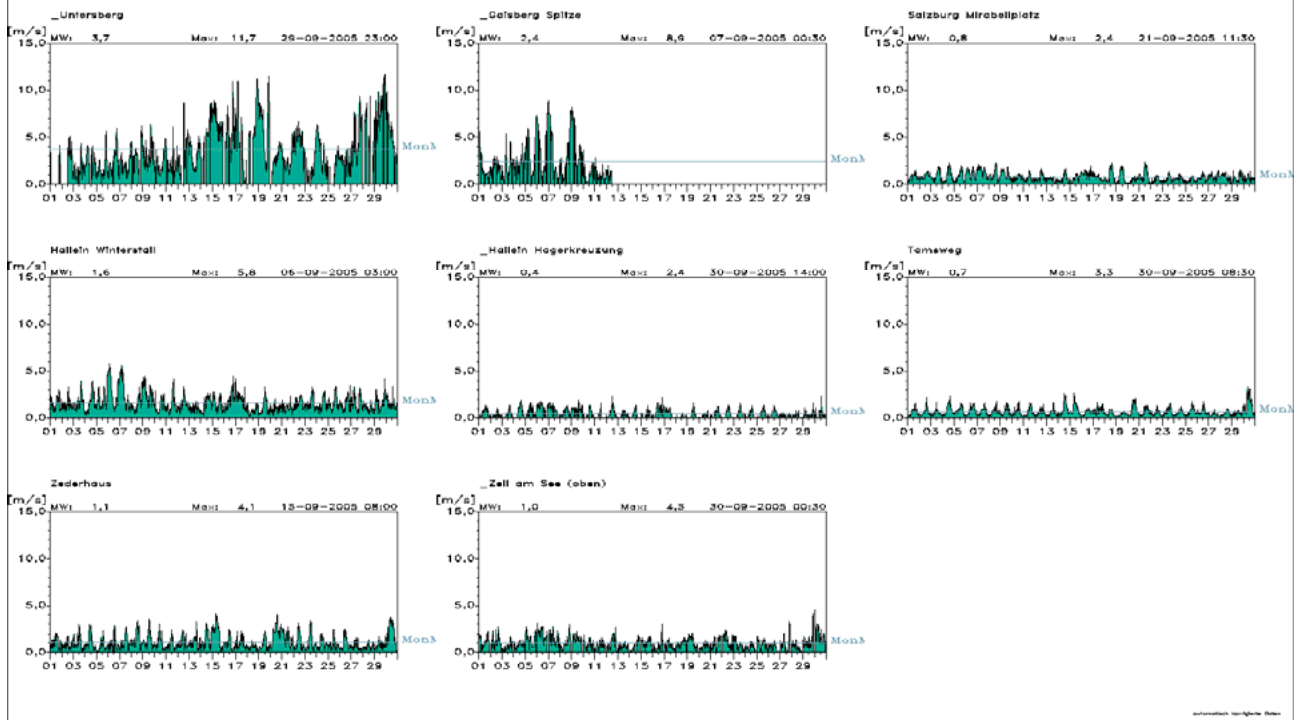 _Untersberg
[m/s] MW: 3,7 Max: 11,7 29-09-2005 23:00
15,0
10,0
5,0
0,0
MonM
01 03 05 07 09 11 13 15 17 19 21 23 25 27 29
_Gaisberg Spitze
[m/s] MW: 2,4 Max: 8,9 07-09-2005 00:30
15,0
10,0
5,0
0,0
MonM
01 03 05 07 09 11 13 15 17 19 21 23 25 27 29
Salzburg Mirabellplatz
[m/s] MW: 0,8 Max: 2,4 21-09-2005 11:30
15,0
10,0
5,0
0,0
MonM
01 03 05 07 09 11 13 15 17 19 21 23 25 27 29
Hallein Winterstall
[m/s] MW: 1,6 Max: 5,8 06-09-2005 03:00
15,0
10,0
5,0
0,0
MonM
01 03 05 07 09 11 13 15 17 19 21 23 25 27 29
_Hallein Hagerkreuzung
[m/s] MW: 0,4 Max: 2,4 30-09-2005 14:00
15,0
10,0
5,0
0,0
MonM
01 03 05 07 09 11 13 15 17 19 21 23 25 27 29
Tamsweg
[m/s] MW: 0,7 Max: 3,3 30-09-2005 08:30
15,0
10,0
5,0
0,0
MonM
01 03 05 07 09 11 13 15 17 19 21 23 25 27 29
Zederhaus
[m/s] MW: 1,1 Max: 4,1 15-09-2005 08:00
15,0
10,0
5,0
0,0
MonM
01 03 05 07 09 11 13 15 17 19 21 23 25 27 29
_Zell am See (oben)
[m/s] MW: 1,0 Max: 4,5 30-09-2005 00:30
15,0
10,0
5,0
0,0
MonM
01 03 05 07 09 11 13 15 17 19 21 23 25 27 29